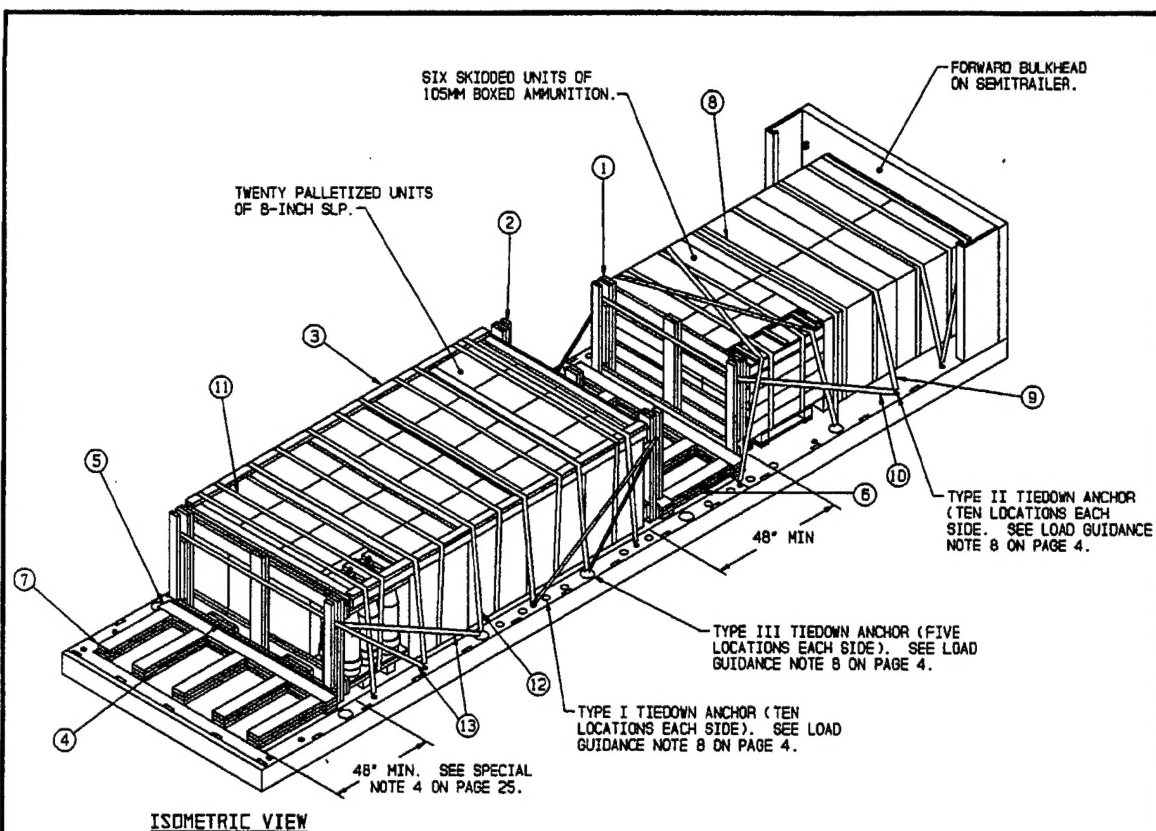 FORWARD BULKHEAD
ON SEMITRAILER.
SIX SKIDDED UNITS OF
105MM BOXED AMMUNITION.
8
1
TWENTY PALLETIZED UNITS
OF 8-INCH SLP.
2
3
11
9
5
10
6
TYPE II TIEDOWN ANCHOR
(TEN LOCATIONS EACH
SIDE. SEE LOAD GUIDANCE
NOTE 8 ON PAGE 4.
48" MIN
7
TYPE III TIEDOWN ANCHOR (FIVE
LOCATIONS EACH SIDE). SEE LOAD
GUIDANCE NOTE 8 ON PAGE 4.
12
4
13
TYPE I TIEDOWN ANCHOR (TEN
LOCATIONS EACH SIDE). SEE LOAD
GUIDANCE NOTE 8 ON PAGE 4.
48" MIN. SEE SPECIAL
NOTE 4 ON PAGE 25.
ISOMETRIC VIEW